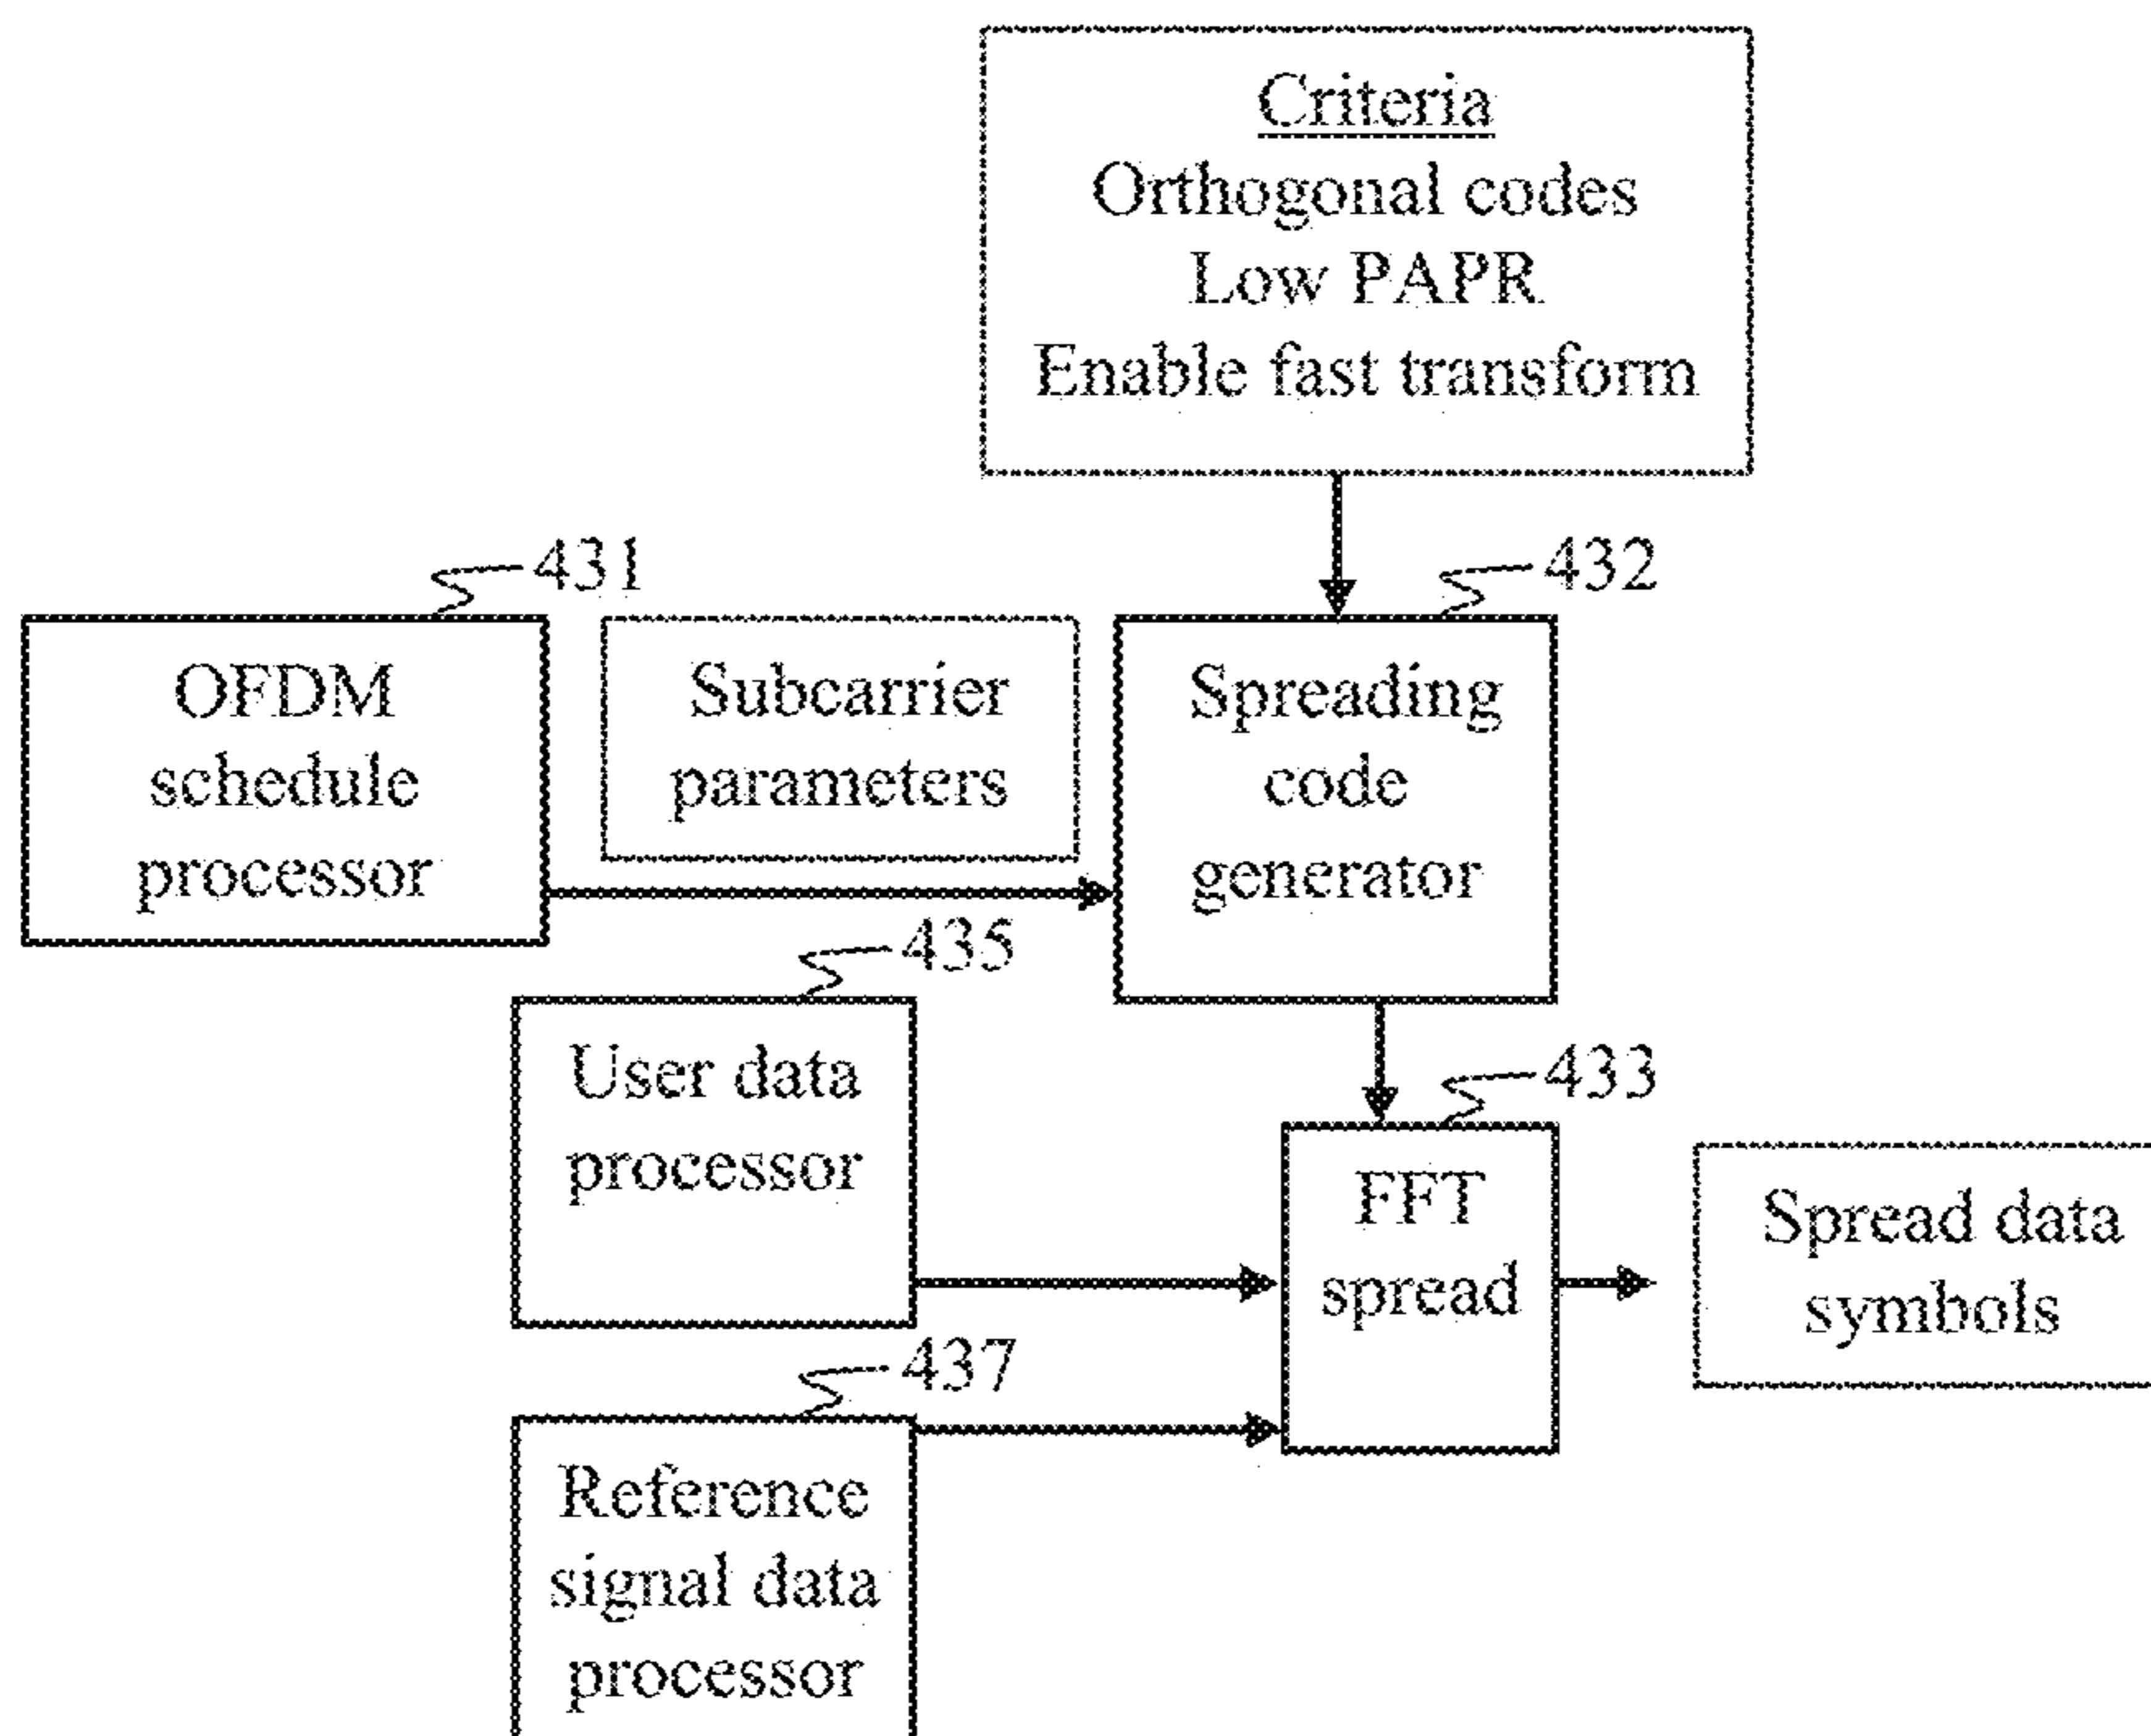 Criteria
Orthogonal codes
Low PAPR
Enable fast transform
431
432
OFDM
schedule
processor
Subcarrier
parameters
Spreading
code
generator
435
User data
processor
433
FFT
spread
Spread data
symbols
437
Reference
signal data
processor